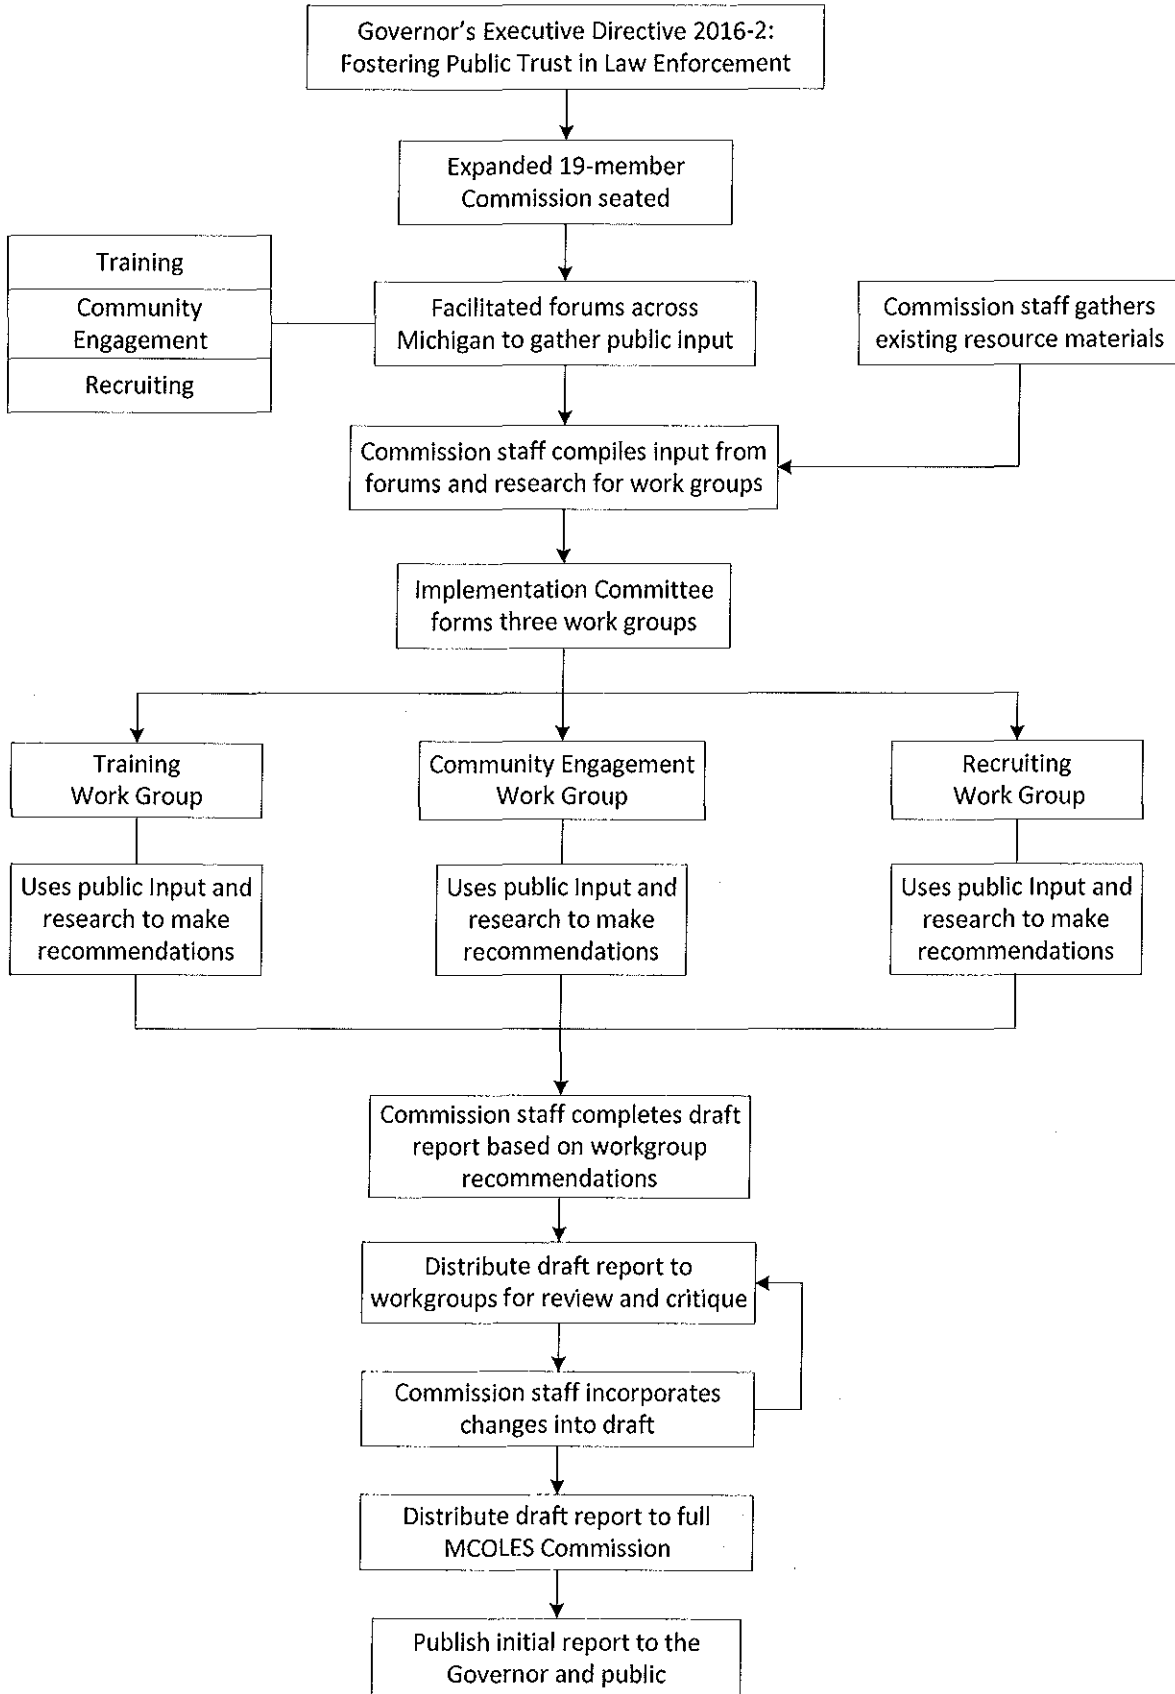 Governor's Executive Directive 2016-2:
Fostering Public Trust in Law Enforcement
Expanded 19-member
Commission seated
Training
Community
Engagement
Recruiting
Facilitated forums across
Michigan to gather public input
Commission staff gathers
existing resource materials
Commission staff compiles input from
forums and research for work groups
Implementation Committee
forms three work groups
Training
Work Group
Community Engagement
Work Group
Recruiting
Work Group
Uses public Input and
research to make
recommendations
Uses public Input and
research to make
recommendations
Uses public Input and
research to make
recommendations
Commission staff completes draft
report based on workgroup
recommendations
Distribute draft report to
workgroups for review and critique
Commission staff incorporates
changes into draft
Distribute draft report to full
MCOLES Commission
Publish initial report to the
Governor and public